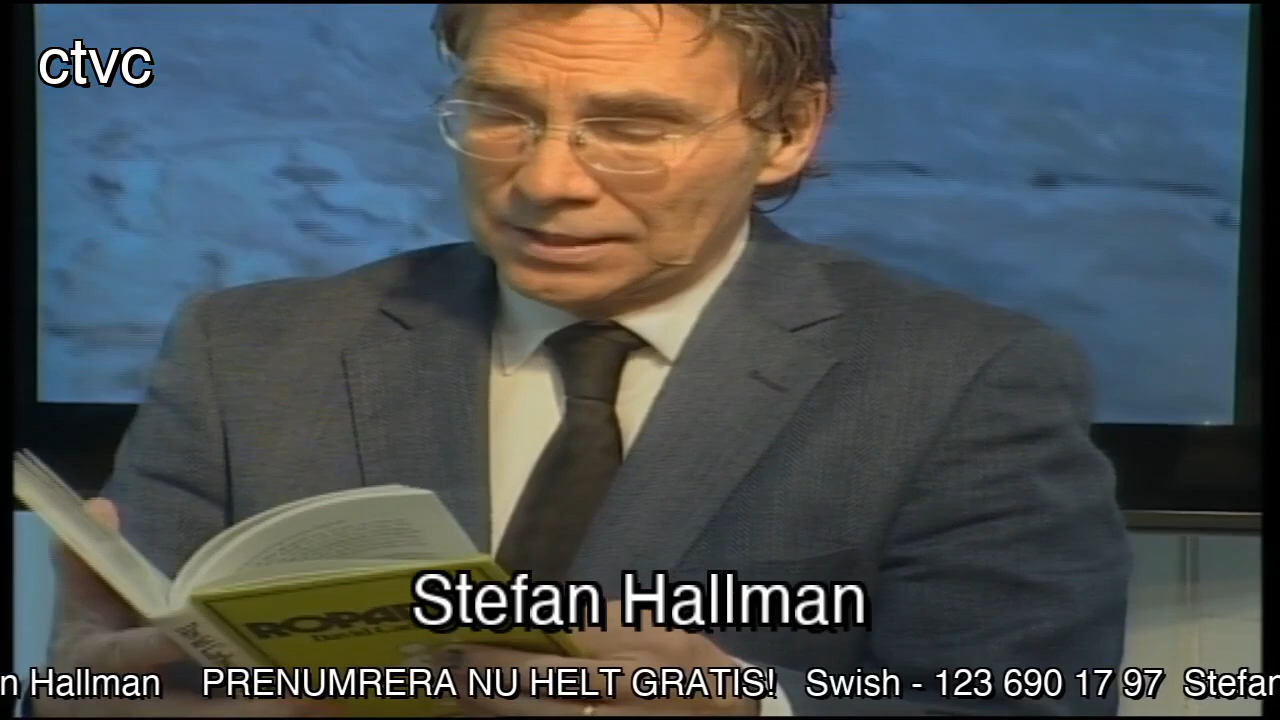 ctvc
Stefan Hallman
n Hallman PRENUMRERA NU HELT GRATIS! Swish - 123 690 17 97 Stefan